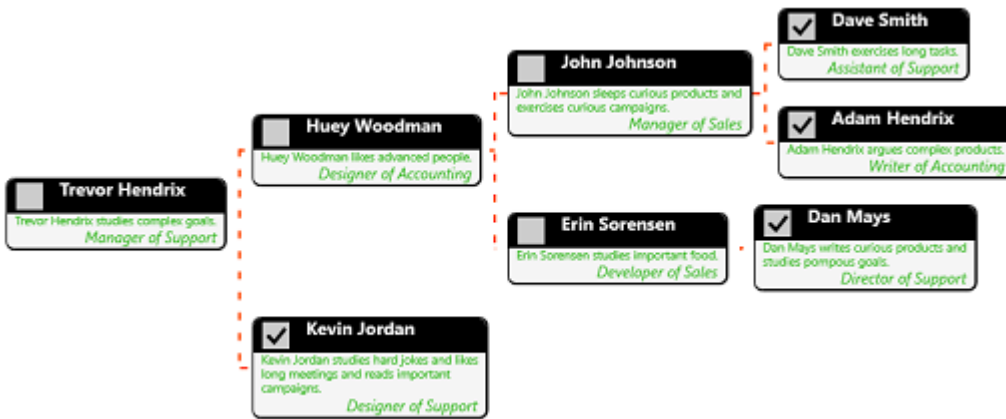 Dave Smith
Dave Smith exercises long tasks.
Assistant of Support
John Johnson
John Johnson sleeps curious products and
exercises curious campaigns.
Manager of Sales
Adam Hendrix
Adam Hendrix argues complex products.
Writer of Accounting
Huey Woodman
Huey Woodman likes advanced people.
Designer of Accounting
Trevor Hendrix
Trevor Hendrix studies complex goals.
Manager of Support
Erin Sorensen
Erin Sorensen studies important food.
Developer of Sales
Dan Mays
Dan Mays writes curious products and
studies pompous goals.
Director of Support
Kevin Jordan
Kevin Jordan studies hard jokes and likes
long meetings and reads important
campaigns.
Designer of Support